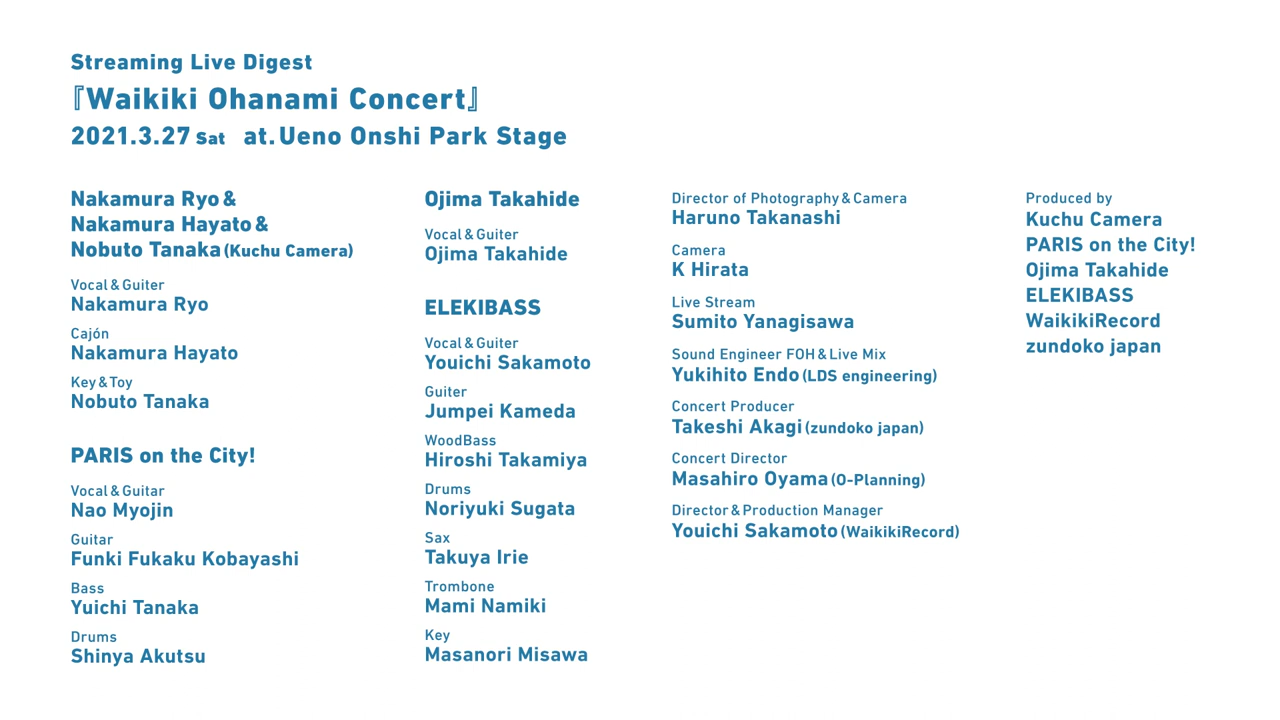 Streaming Live Digest
『Waikiki Ohanami Concert』
2021.3.27 Sat at. Ueno Onshi Park Stage
Nakamura Ryo &
Nakamura Hayato &
Nobuto Tanaka (Kuchu Camera)
Vocal & Guiter
Nakamura Ryo
Cajón
Nakamura Hayato
Key & Toy
Nobuto Tanaka
PARIS on the City!
Vocal & Guitar
Nao Myojin
Guitar
Funki Fukaku Kobayashi
Bass
Yuichi Tanaka
Drums
Shinya Akutsu
Ojima Takahide
Vocal & Guiter
Ojima Takahide
ELEKIBASS
Vocal & Guiter
Youichi Sakamoto
Guiter
Jumpei Kameda
WoodBass
Hiroshi Takamiya
Drums
Noriyuki Sugata
Sax
Takuya Irie
Trombone
Mami Namiki
Key
Masanori Misawa
Director of Photography & Camera
Haruno Takanashi
Camera
K Hirata
Live Stream
Sumito Yanagisawa
Sound Engineer FOH & Live Mix
Yukihito Endo (LDS engineering)
Concert Producer
Takeshi Akagi (zundoko japan)
Concert Director
Masahiro Oyama (O-Planning)
Director & Production Manager
Youichi Sakamoto (WaikikiRecord)
Produced by
Kuchu Camera
PARIS on the City!
Ojima Takahide
ELEKIBASS
WaikikiRecord
zundoko japan